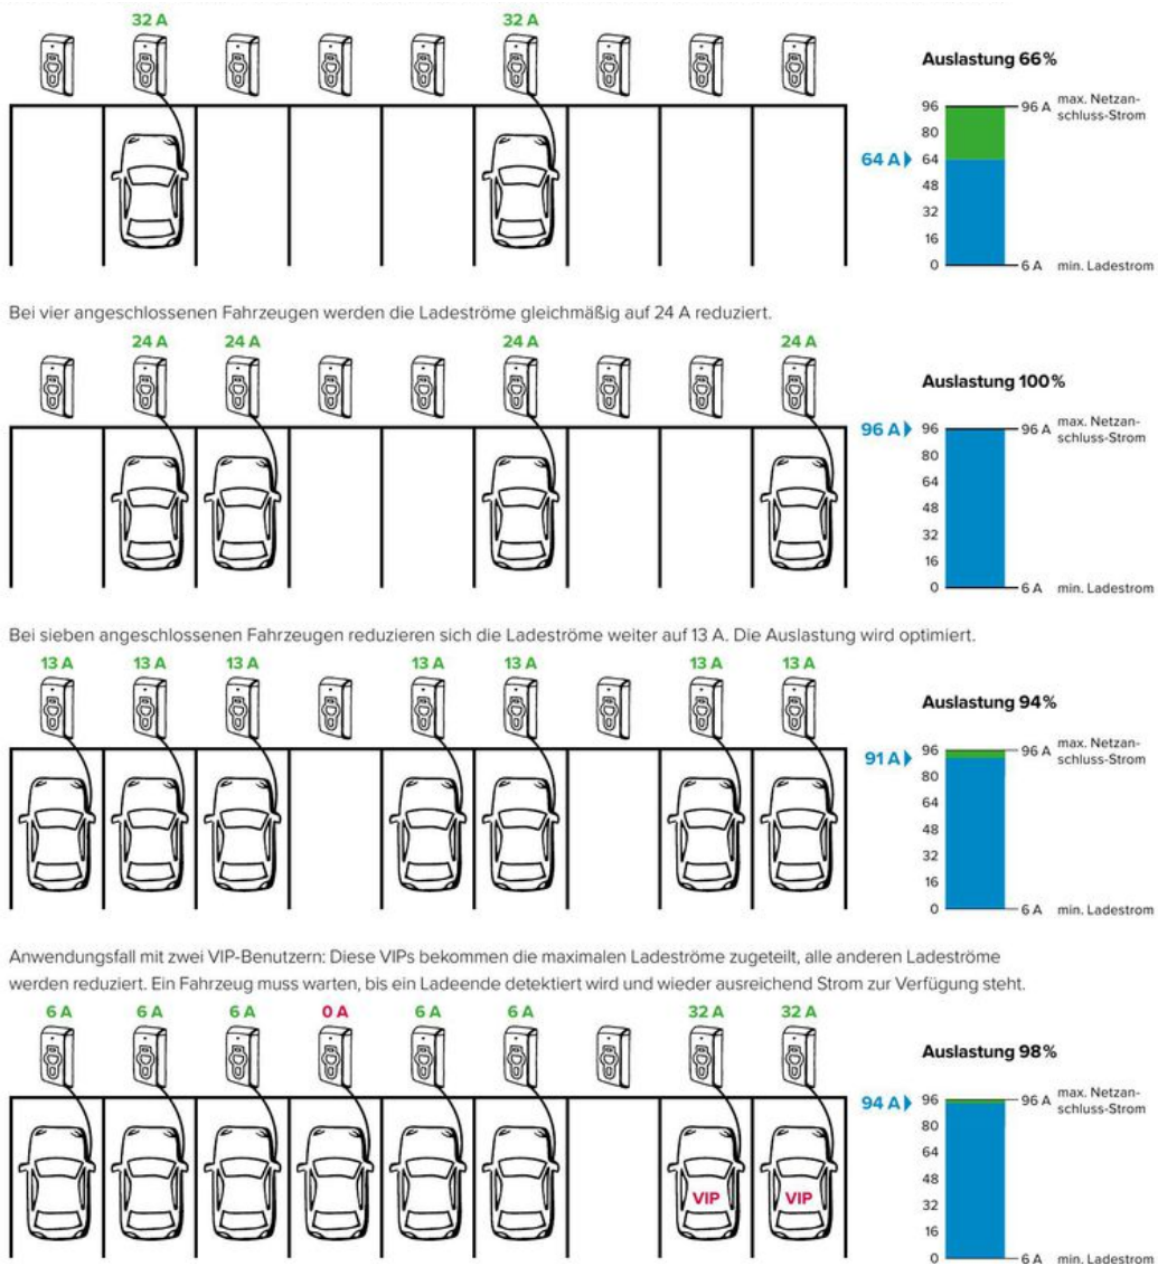 32 A 32 A
Auslastung 66%
96 96 A max. Netzan-
schluss-Strom
80
64 A 64
48
32
16
0 6 A min. Ladestrom
Bei vier angeschlossenen Fahrzeugen werden die Ladeströme gleichmäßig auf 24 A reduziert.
24 A 24 A 24 A 24 A
Auslastung 100%
96 A 96 96 A max. Netzan-
schluss-Strom
80
64
48
32
16
0 6 A min. Ladestrom
Bei sieben angeschlossenen Fahrzeugen reduzieren sich die Ladeströme weiter auf 13 A. Die Auslastung wird optimiert.
13 A 13 A 13 A 13 A 13 A 13 A 13 A
Auslastung 94%
91 A 96 96 A max. Netzan-
schluss-Strom
80
64
48
32
16
0 6 A min. Ladestrom
Anwendungsfall mit zwei VIP-Benutzern: Diese VIPs bekommen die maximalen Ladeströme zugeteilt, alle anderen Ladeströme
werden reduziert. Ein Fahrzeug muss warten, bis ein Ladeende detektiert wird und wieder ausreichend Strom zur Verfügung steht.
6 A 6 A 6 A 0 A 6 A 6 A 32 A 32 A
Auslastung 98%
94 A 96 96 A max. Netzan-
schluss-Strom
80
64
48
VIP VIP 32
16
0 6 A min. Ladestrom